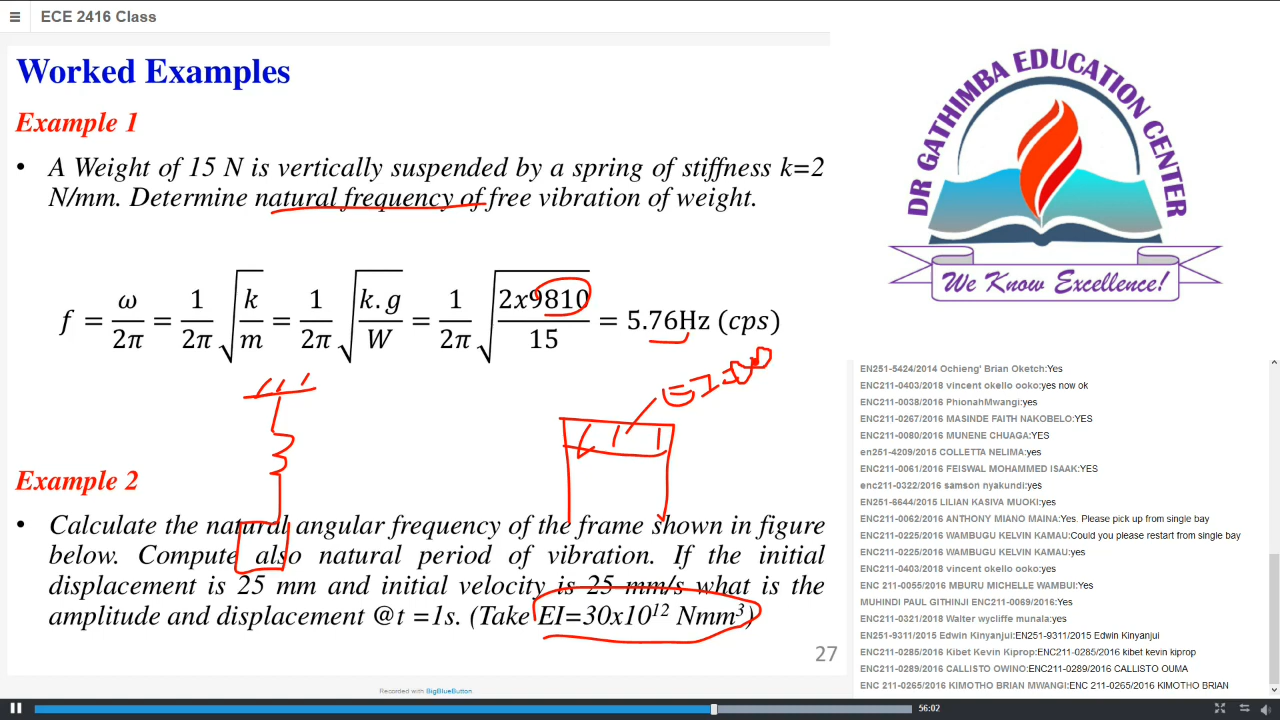 ECE 2416 Class
Worked Examples
Example 1
• A Weight of 15 N is vertically suspended by a spring of stiffness k=2
N/mm. Determine natural frequency of free vibration of weight.
f = ω/2π = 1/2π √k/m = 1/2π √k.g/W = 1/2π √2x9810/15 = 5.76Hz (cps)
EI=∞
Example 2
• Calculate the natural angular frequency of the frame shown in figure
below. Compute also natural period of vibration. If the initial
displacement is 25 mm and initial velocity is 25 mm/s what is the
amplitude and displacement @t =1s. (Take EI=30x10¹² Nmm³)
27
Recorded with BigBlueButton
DR GATHIMBA EDUCATION CENTER
We Know Excellence!
EN251-5424/2014 Ochieng' Brian Oketch:Yes
ENC211-0403/2018 vincent okello ooko:yes now ok
ENC211-0038/2016 PhionahMwangi:yes
ENC211-0267/2016 MASINDE FAITH NAKOBELO:YES
ENC211-0080/2016 MUNENE CHUAGA:YES
en251-4209/2015 COLLETTA NELIMA:yes
ENC211-0061/2016 FEISWAL MOHAMMED ISAAK:YES
enc211-0322/2016 samson nyakundi:yes
EN251-6644/2015 LILIAN KASIVA MUOKI:yes
ENC211-0062/2016 ANTHONY MIANO MAINA:Yes. Please pick up from single bay
ENC211-0225/2016 WAMBUGU KELVIN KAMAU:Could you please restart from single bay
ENC211-0225/2016 WAMBUGU KELVIN KAMAU:yes
ENC211-0403/2018 vincent okello ooko:yes
ENC 211-0055/2016 MBURU MICHELLE WAMBUI:Yes
MUHINDI PAUL GITHINJI ENC211-0069/2016:Yes
ENC211-0321/2018 Walter wycliffe munala:yes
EN251-9311/2015 Edwin Kinyanjui:EN251-9311/2015 Edwin Kinyanjui
ENC211-0285/2016 Kibet Kevin Kiprop:ENC211-0285/2016 kibet kevin kiprop
ENC211-0289/2016 CALLISTO OWINO:ENC211-0289/2016 CALLISTO OUMA
ENC 211-0265/2016 KIMOTHO BRIAN MWANGI:ENC 211-0265/2016 KIMOTHO BRIAN
56:02